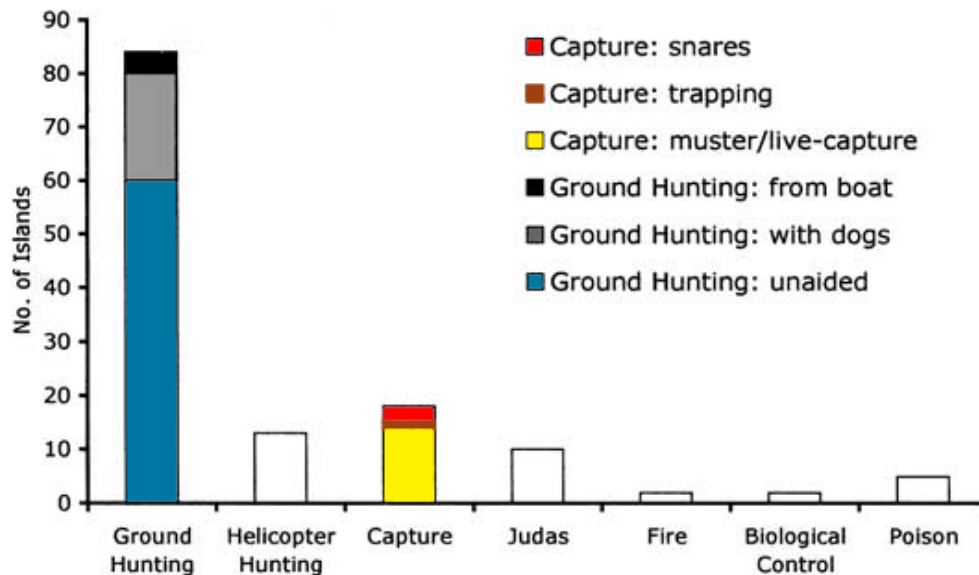 90
80
70
60
50
40
30
20
10
0
No. of Islands
Capture: snares
Capture: trapping
Capture: muster/live-capture
Ground Hunting: from boat
Ground Hunting: with dogs
Ground Hunting: unaided
Ground
Hunting
Helicopter
Hunting
Capture
Judas
Fire
Biological
Control
Poison